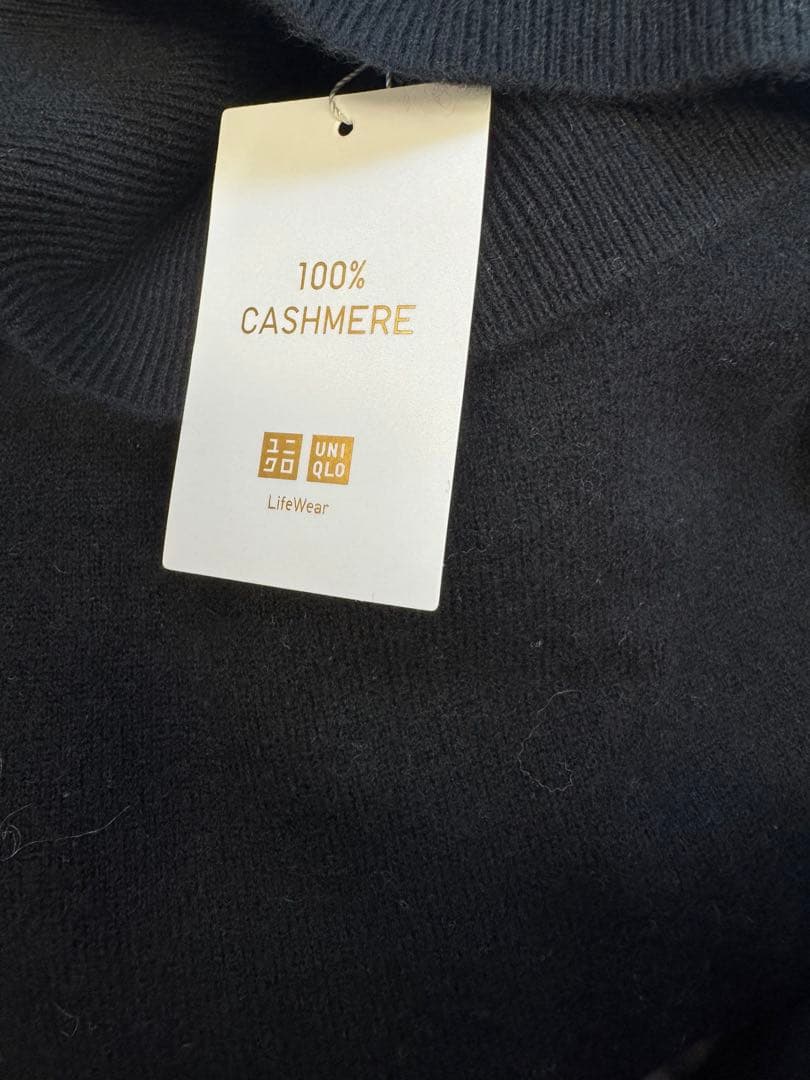 100%
CASHMERE
ユニ UNI
クロ QLO
LifeWear